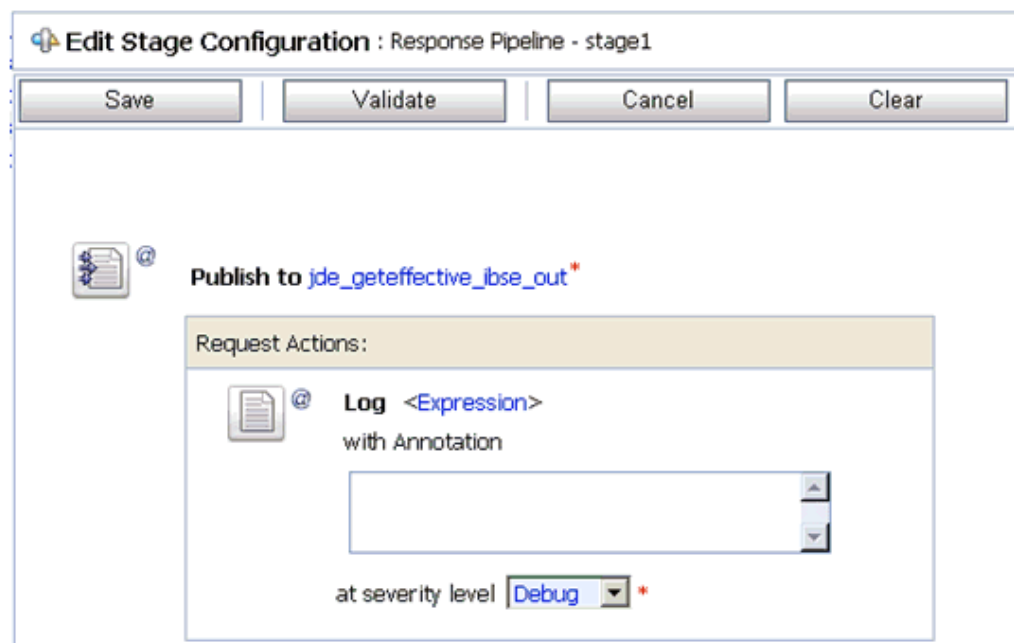 Edit Stage Configuration : Response Pipeline - stage1
Save Validate Cancel Clear
@
Publish to jde_geteffective_ibse_out*
Request Actions:
@ Log <Expression>
with Annotation
at severity level Debug *